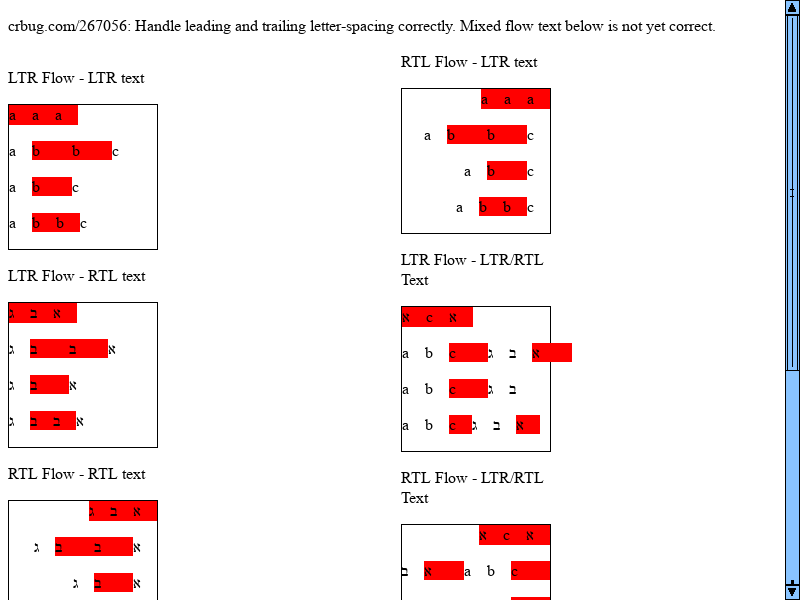 crbug.com/267056: Handle leading and trailing letter-spacing correctly. Mixed flow text below is not yet correct.
LTR Flow - LTR text
a a a
a b b c
a b c
a b b c
LTR Flow - RTL text
א ב ג
א ב ב ג
א ב ג
א ב ב ג
RTL Flow - RTL text
א ב ג
א ב ב ג
א ב ג
RTL Flow - LTR text
a a a
a b b c
a b c
a b b c
LTR Flow - LTR/RTL
Text
א c א
a b c א ב ג
a b c ב ג
a b c א ב ג
RTL Flow - LTR/RTL
Text
א c א
a b c א ב